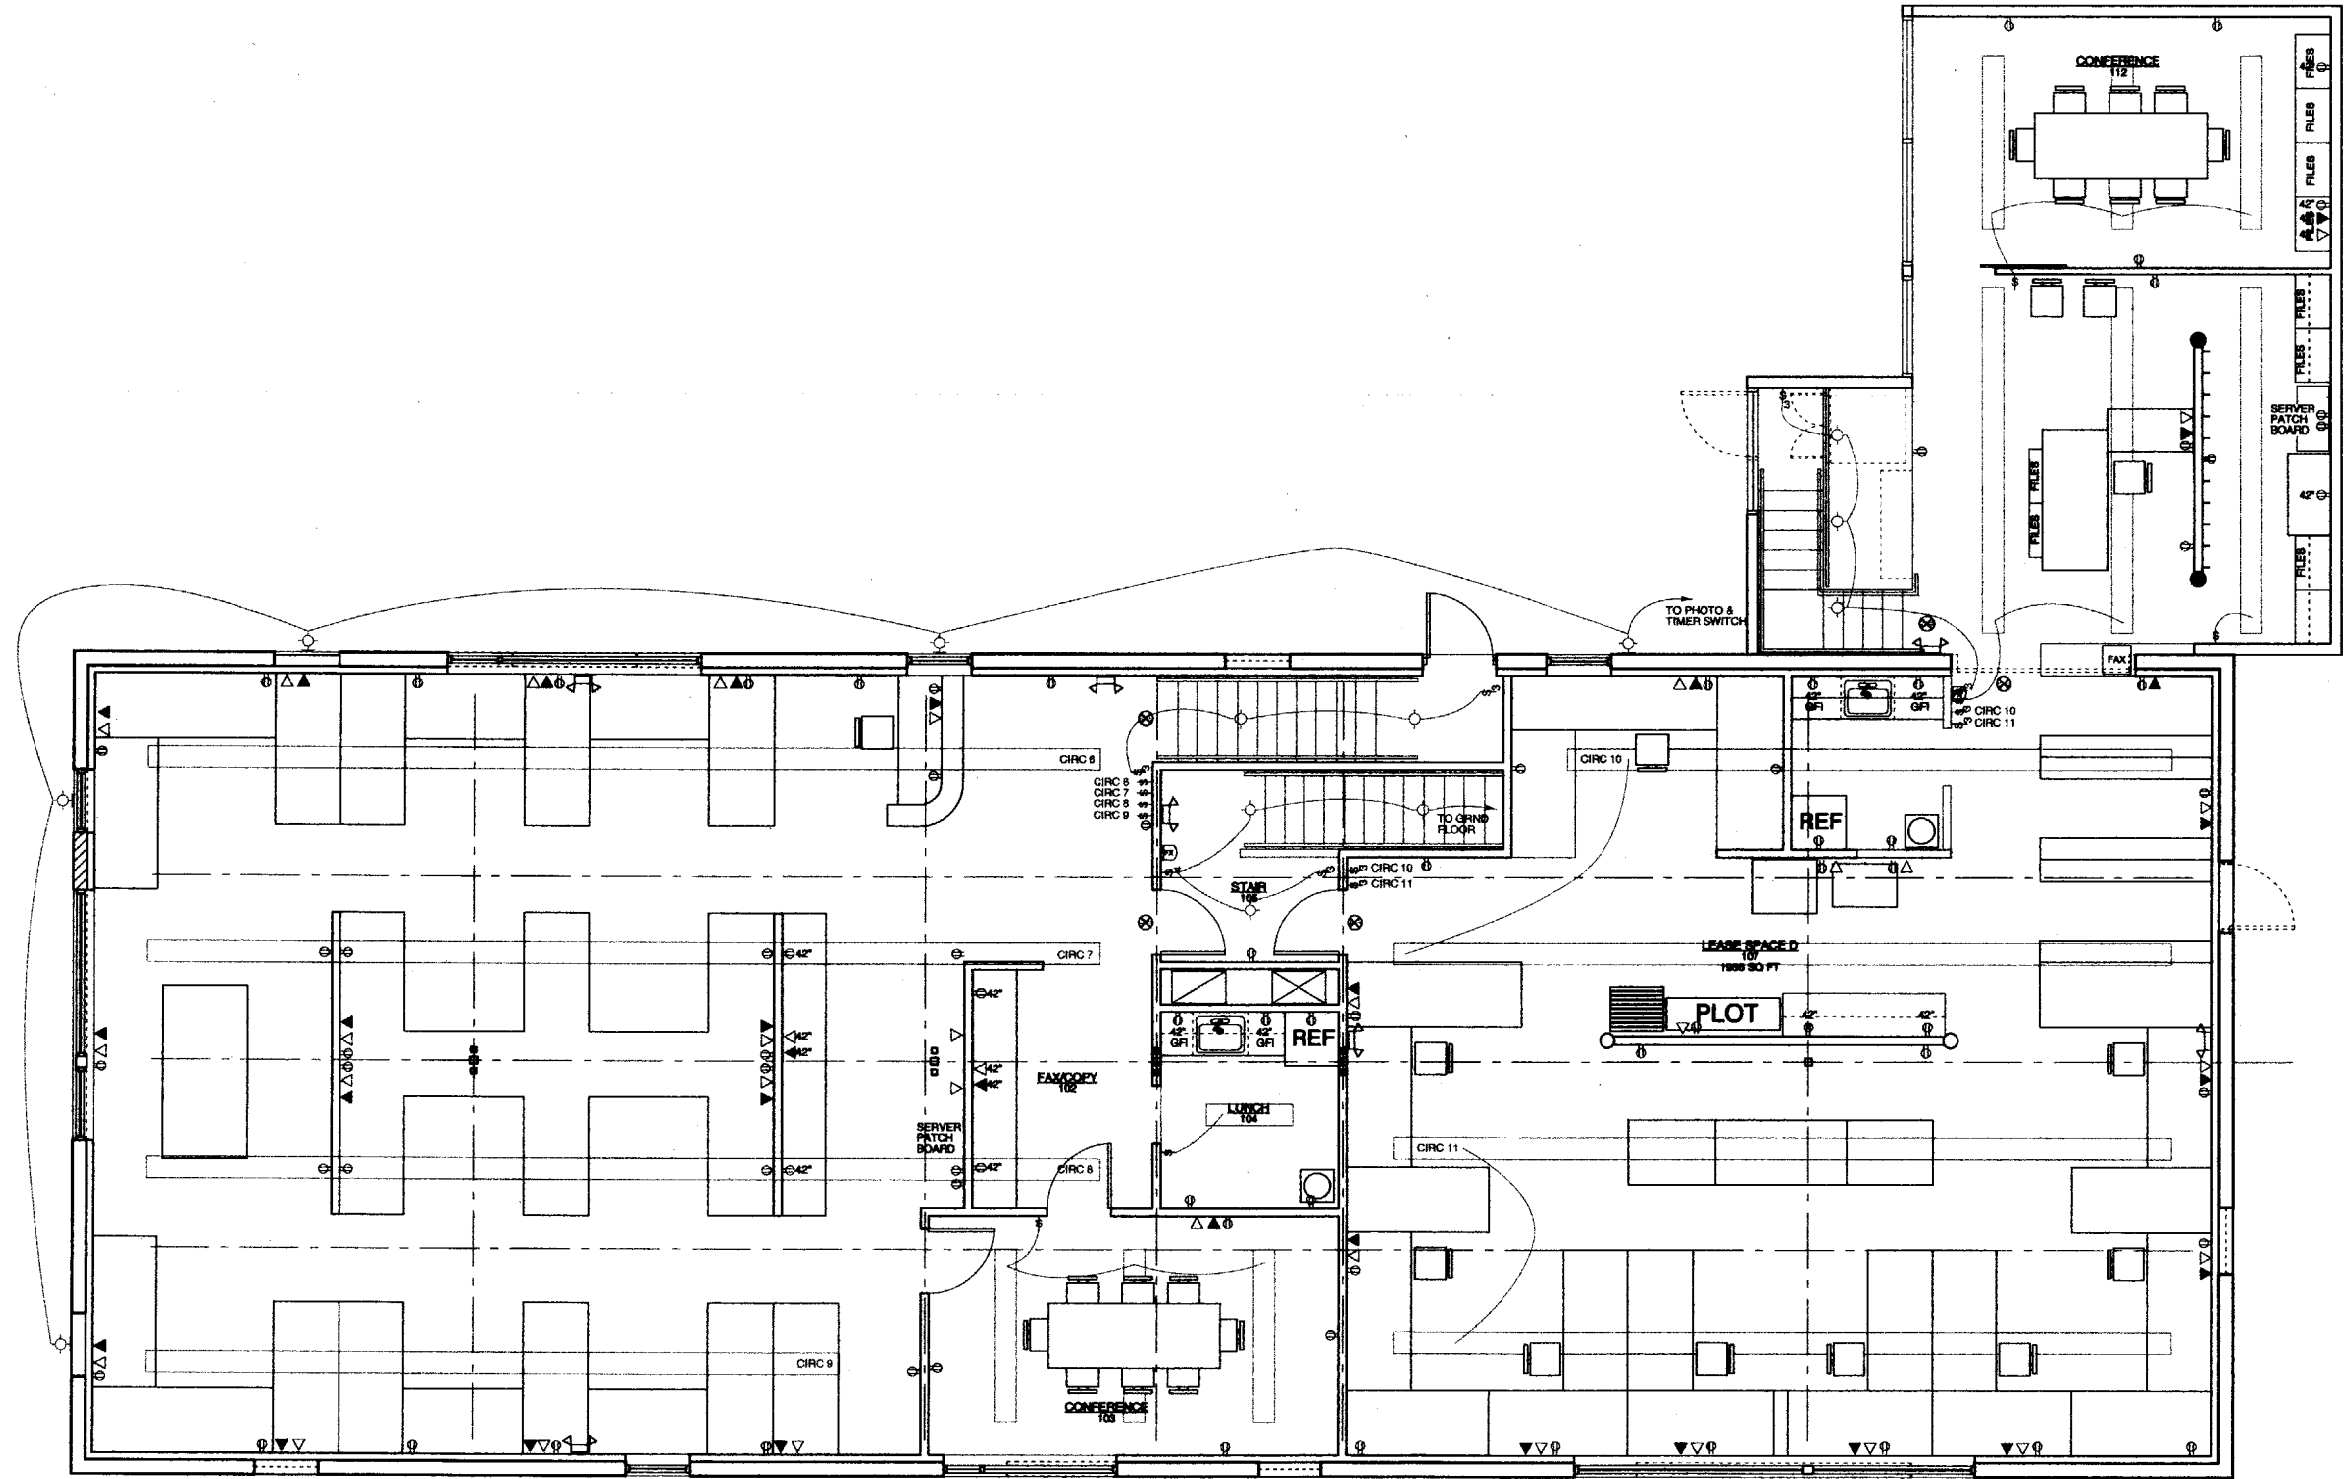 CONFERENCE
112
FILES
FILES
FILES
42"
FILES
FILES
FILES
SERVER
PATCH
BOARD
FILES
FILES
42"
FILES
TO PHOTO &
TIMER SWITCH
FAX
42"
GFI
42"
GFI
CIRC 10
CIRC 11
CIRC 6
CIRC 10
CIRC 6
CIRC 7
CIRC 8
CIRC 9
TO GRND
FLOOR
REF
CIRC 10
CIRC 11
STAIR
105
42"
CIRC 7
LEASE SPACE D
107
1986 SQ FT
42"
PLOT
42"
42"
42"
GFI
42"
GFI
REF
42"
42"
42"
42"
FAX/COPY
102
LUNCH
104
SERVER
PATCH
BOARD
CIRC 11
42"
42"
CIRC 8
CIRC 9
CONFERENCE
103